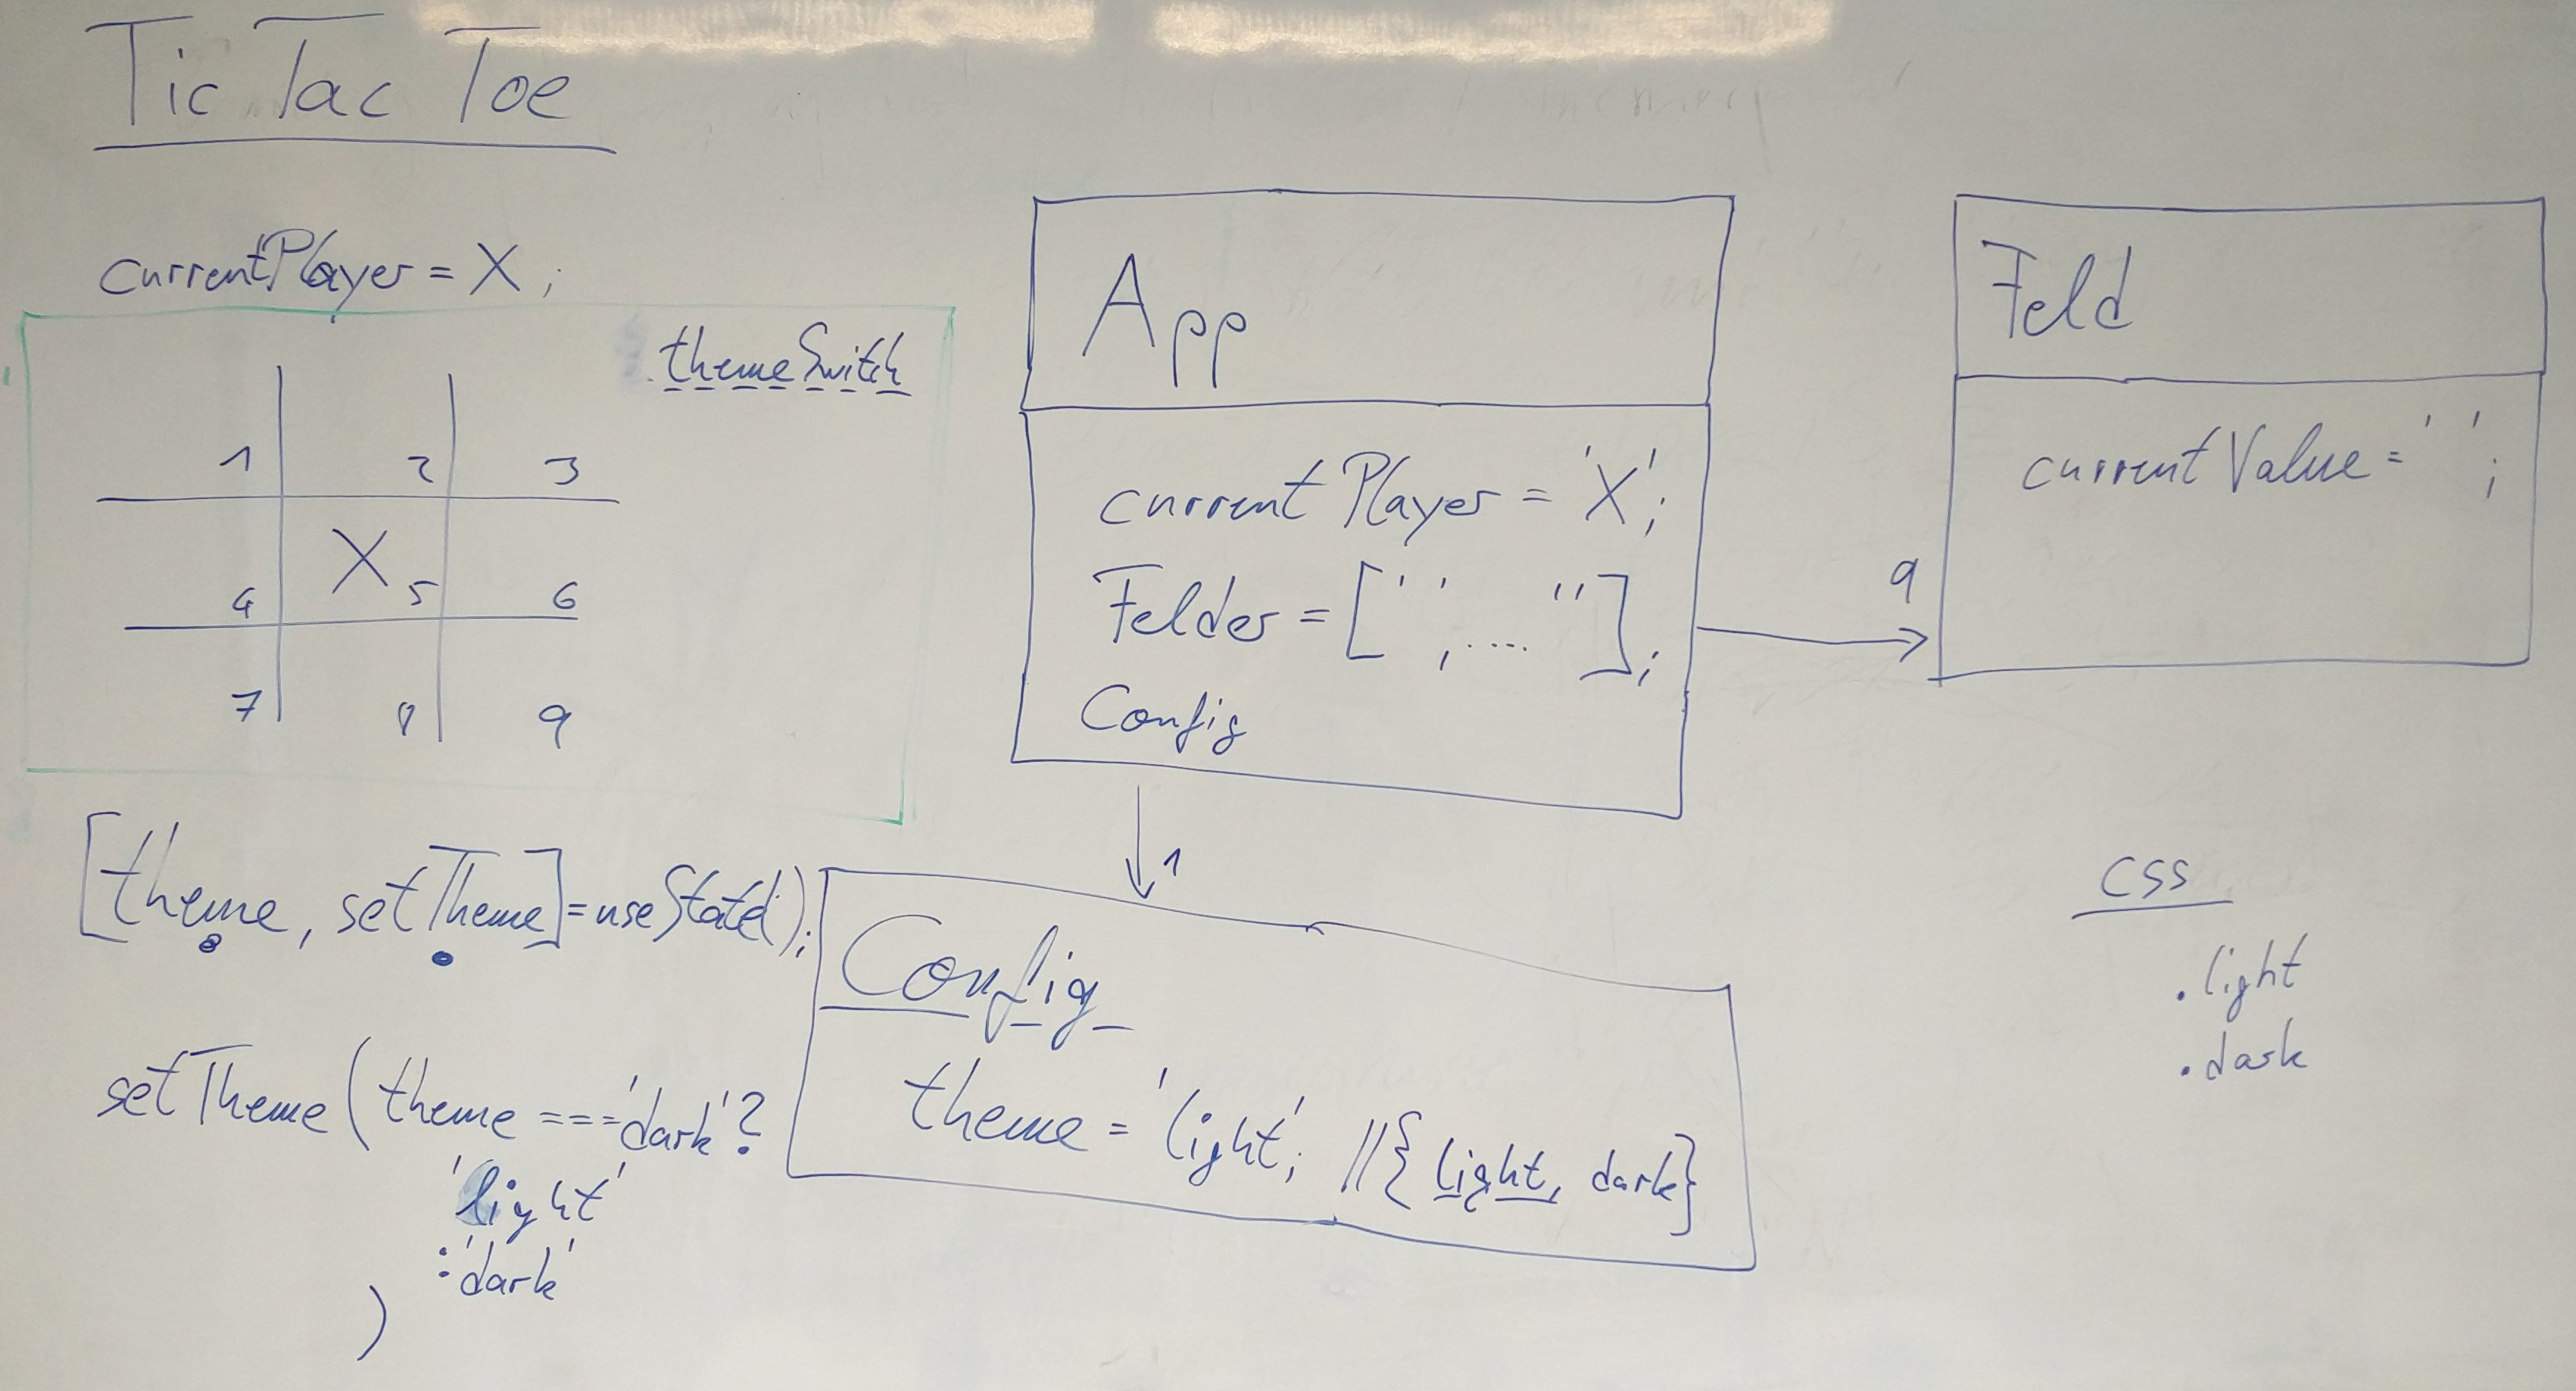 Tic Tac Toe
currentPlayer = X ;
themeSwitch
1 2 3
X
4 5 6
7 8 9
[theme, setTheme] = useState();
setTheme ( theme === 'dark' ?
'light'
: 'dark'
)
App
currentPlayer = 'X';
Felder = [' ', .... ''];
Config
9
1
Feld
currentValue = ' ';
Config
theme = 'light'; //{light, dark}
CSS
.light
.dark